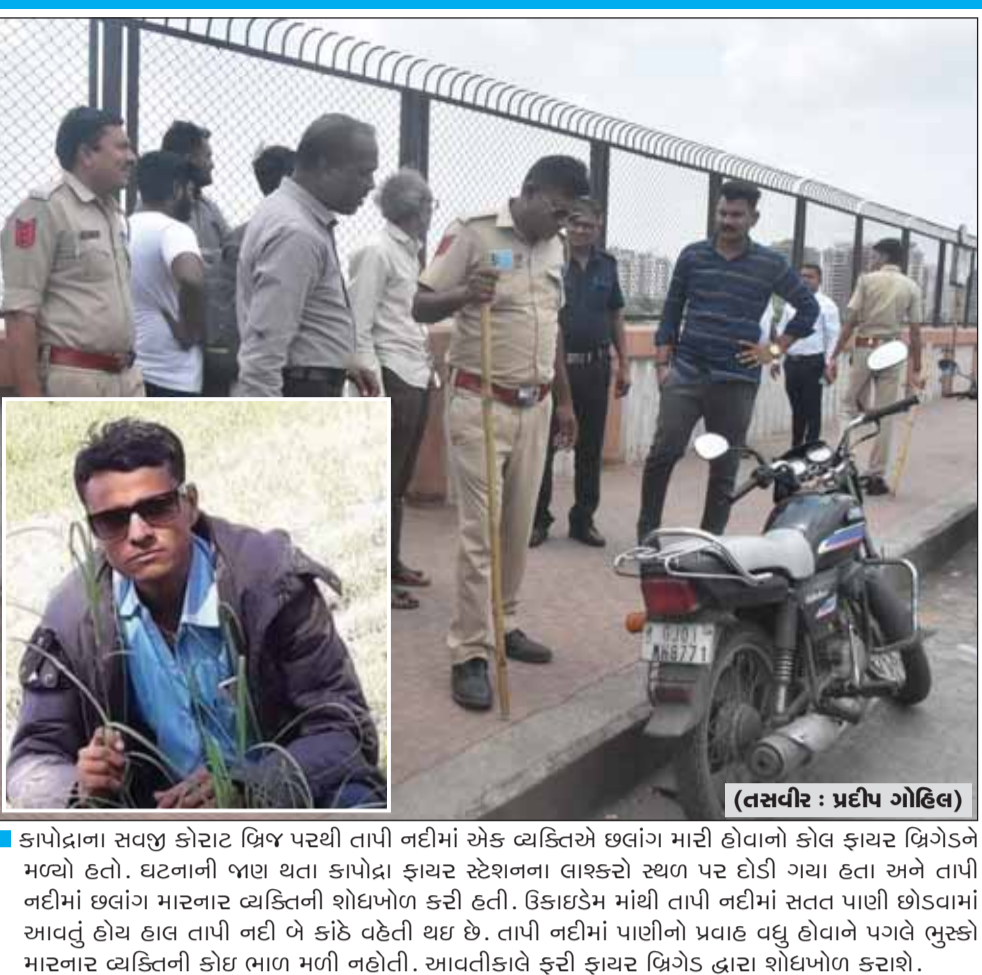 GJ01
(તસવીર : પ્રદીપ ગોહિલ)
કાપોદ્રાના સવજી કોરાટ બ્રિજ પરથી તાપી નદીમાં એક વ્યક્તિએ છલાંગ મારી હોવાનો કોલ ફાયર બ્રિગેડને
મળ્યો હતો. ઘટનાની જાણ થતા કાપોદ્રા ફાયર સ્ટેશનના લાશ્કરો સ્થળ પર દોડી ગયા હતા અને તાપી
નદીમાં છલાંગ મારનાર વ્યક્તિની શોધખોળ કરી હતી. ઉકાઇડેમ માંથી તાપી નદીમાં સતત પાણી છોડવામાં
આવતું હોય હાલ તાપી નદી બે કાંઠે વહેતી થઇ છે. તાપી નદીમાં પાણીનો પ્રવાહ વધુ હોવાને પગલે ભુસ્કો
મારનાર વ્યક્તિની કોઇ ભાળ મળી નહોતી. આવતીકાલે ફરી ફાયર બ્રિગેડ દ્વારા શોધખોળ કરાશે.